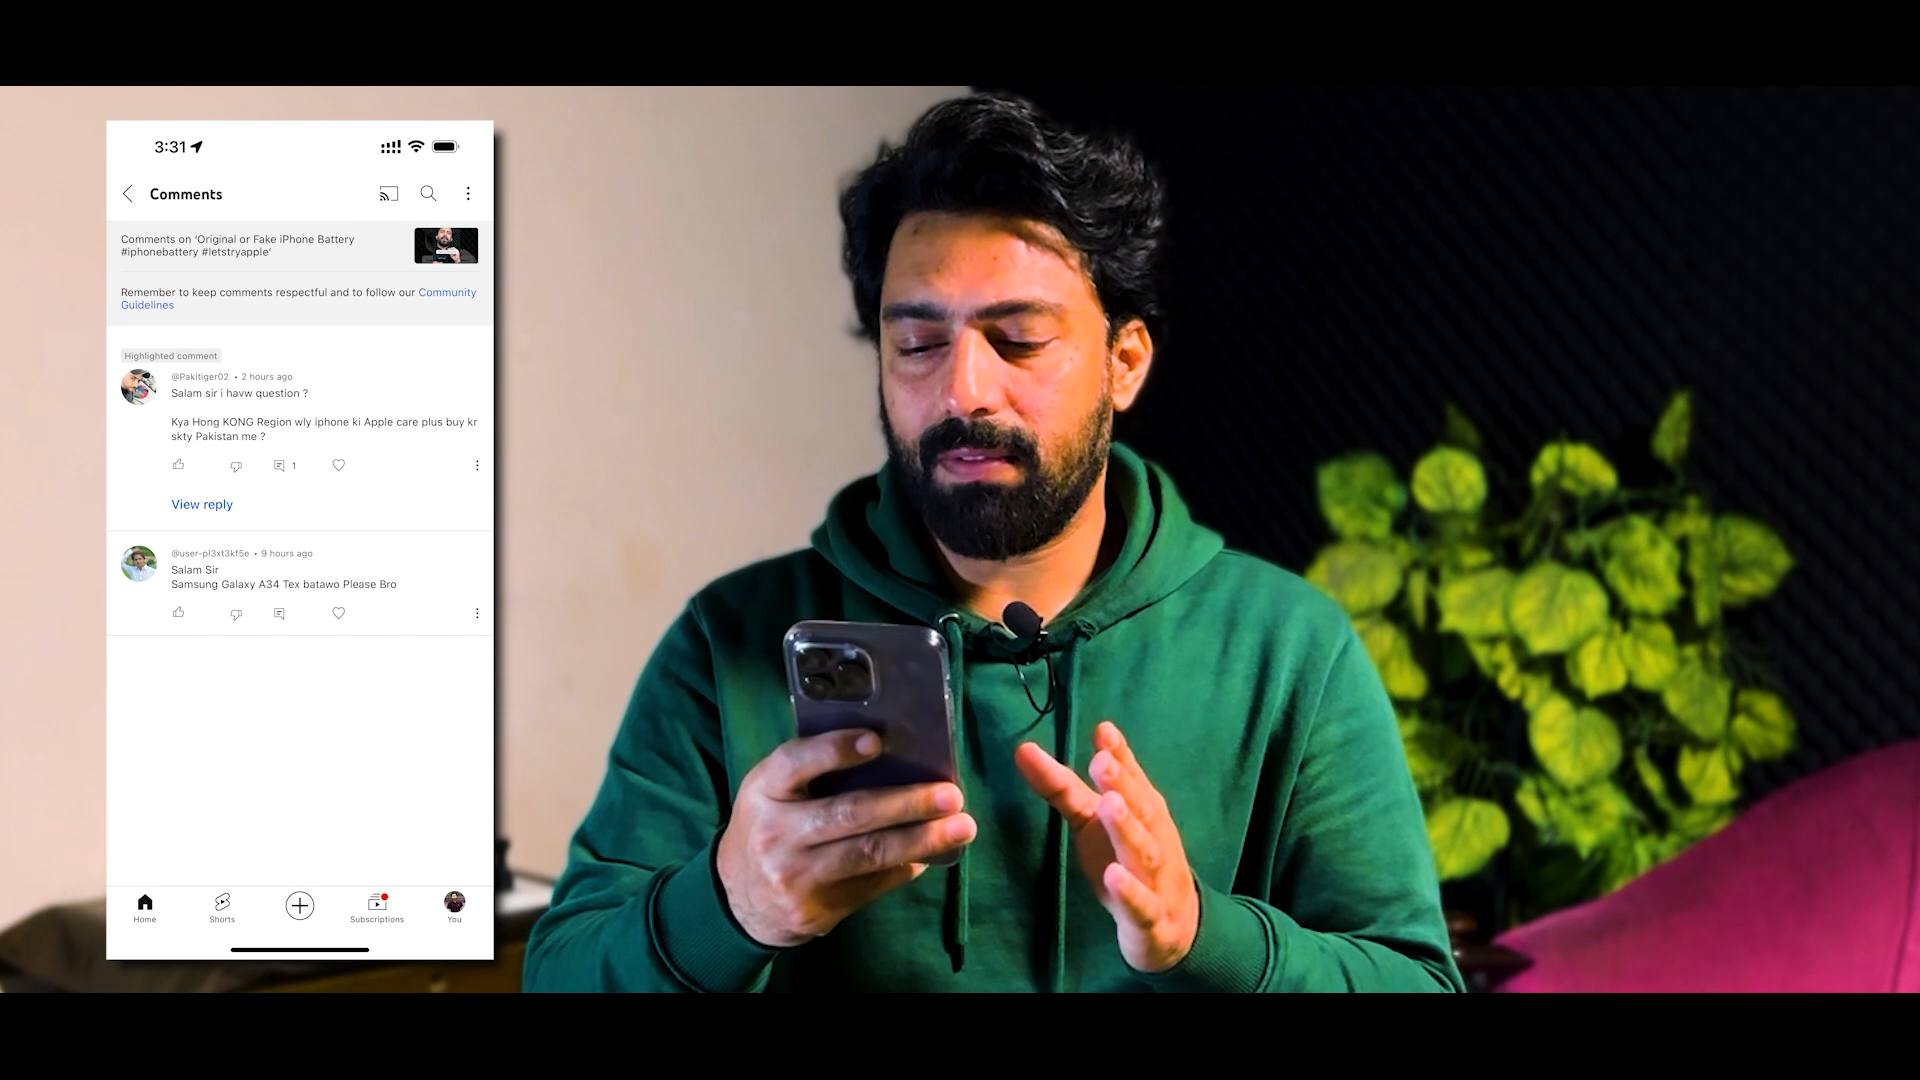 3:31
Comments
Comments on ‘Original or Fake iPhone Battery
#iphonebattery #letstryapple’
Remember to keep comments respectful and to follow our Community
Guidelines
Highlighted comment
@Pakitiger02 • 2 hours ago
Salam sir i havw question ?
Kya Hong KONG Region wly iphone ki Apple care plus buy kr
skty Pakistan me ?
1
View reply
@user-pl3xt3kf5e • 9 hours ago
Salam Sir
Samsung Galaxy A34 Tex batawo Please Bro
Home
Shorts
Subscriptions
You